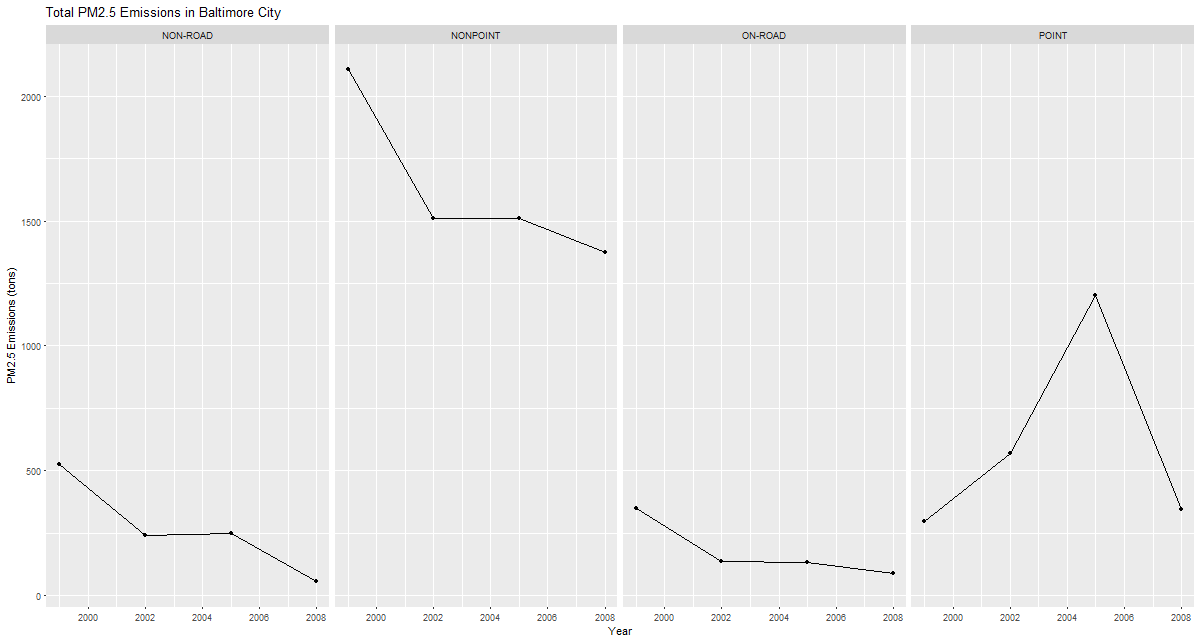 Total PM2.5 Emissions in Baltimore City
NON-ROAD NONPOINT ON-ROAD POINT
2000
1500
1000
500
0
2000 2002 2004 2006 2008 2000 2002 2004 2006 2008 2000 2002 2004 2006 2008 2000 2002 2004 2006 2008
Year
PM2.5 Emissions (tons)